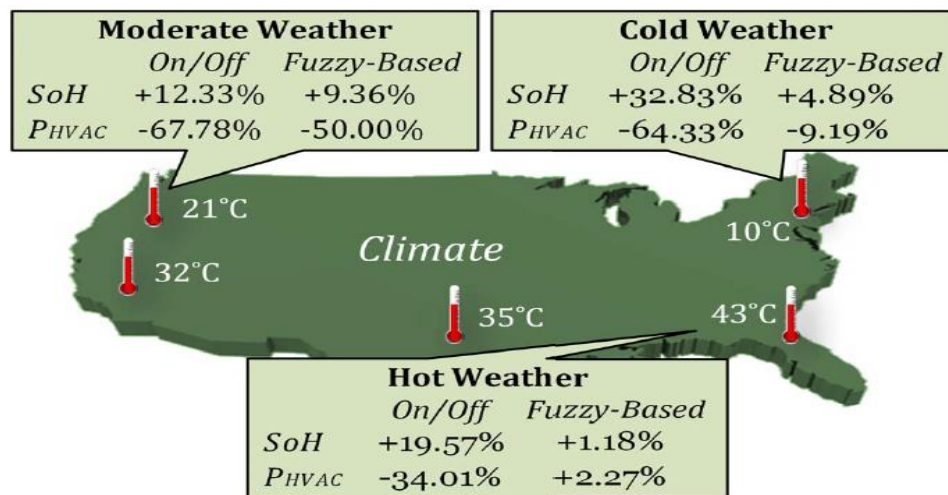 Moderate Weather
On/Off Fuzzy-Based
SoH +12.33% +9.36%
PHVAC -67.78% -50.00%
Cold Weather
On/Off Fuzzy-Based
SoH +32.83% +4.89%
PHVAC -64.33% -9.19%
21°C
10°C
Climate
32°C
35°C
43°C
Hot Weather
On/Off Fuzzy-Based
SoH +19.57% +1.18%
PHVAC -34.01% +2.27%